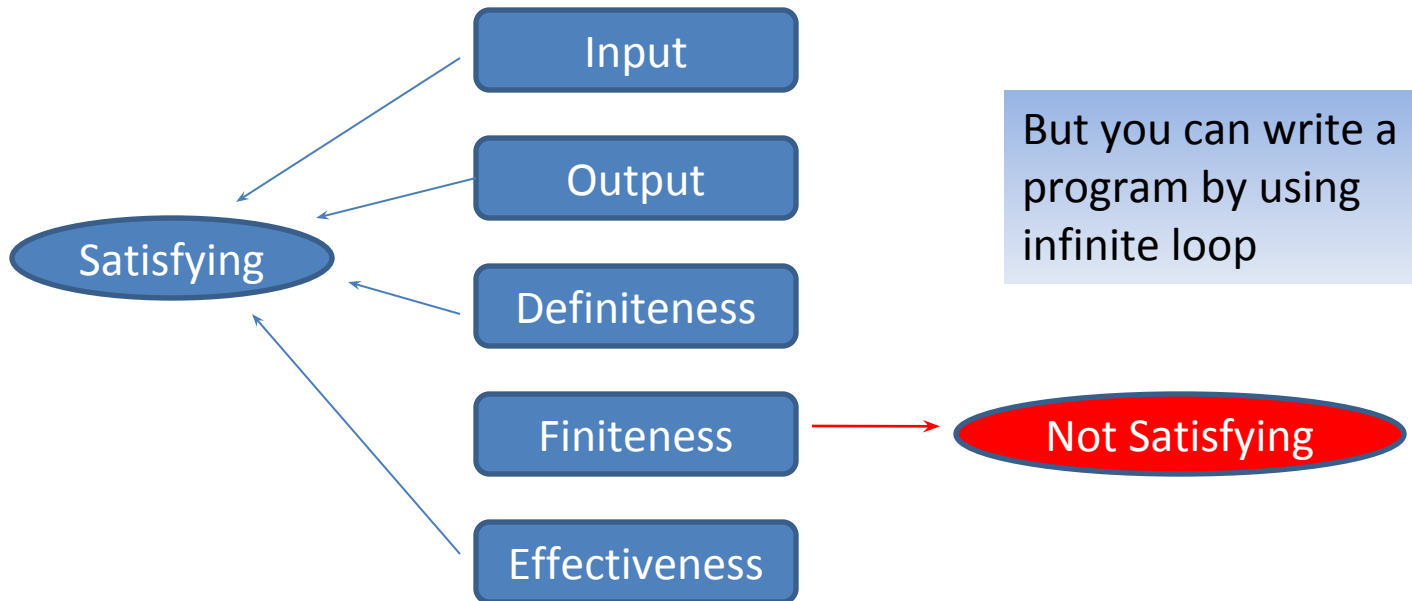 Input
Output
Satisfying
Definiteness
Finiteness
Effectiveness
But you can write a
program by using
infinite loop
Not Satisfying